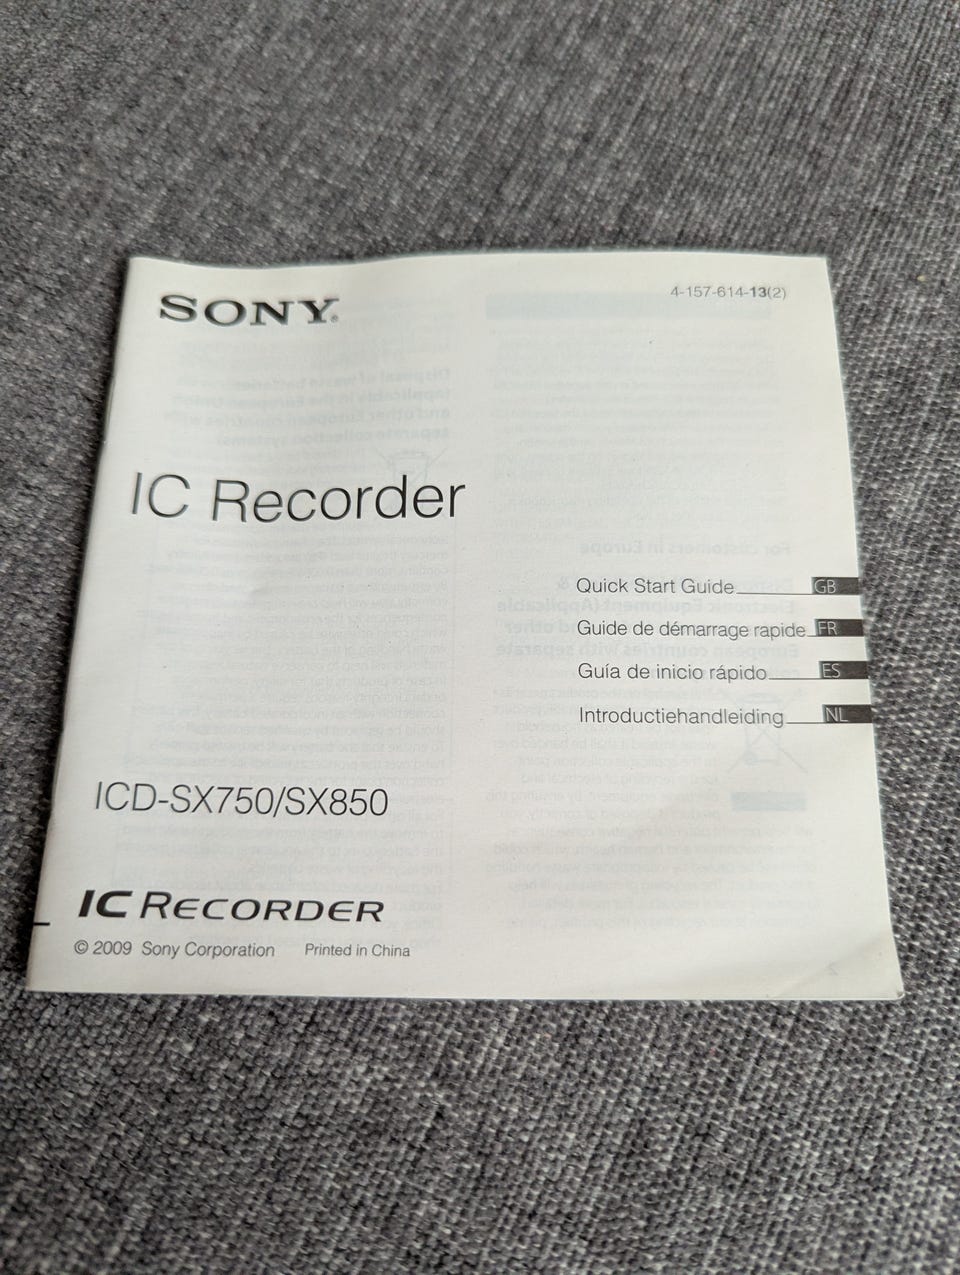 SONY®
4-157-614-13(2)
IC Recorder
Quick Start Guide GB
Guide de démarrage rapide FR
Guía de inicio rápido ES
Introductiehandleiding NL
ICD-SX750/SX850
IC RECORDER
© 2009 Sony Corporation Printed in China